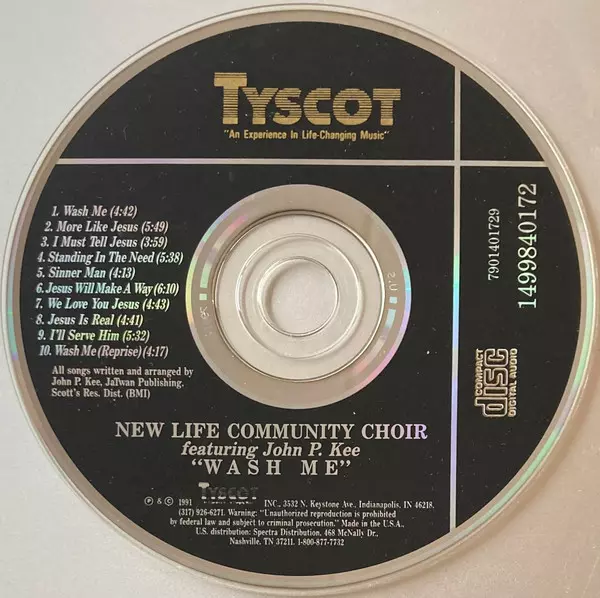 TYSCOT
"An Experience In Life-Changing Music"
1. Wash Me (4:42)
2. More Like Jesus (5:49)
3. I Must Tell Jesus (3:59)
4. Standing In The Need (5:38)
5. Sinner Man (4:13)
6. Jesus Will Make A Way (6:10)
7. We Love You Jesus (4:43)
8. Jesus Is Real (4:41)
9. I'll Serve Him (5:32)
10. Wash Me (Reprise) (4:17)
All songs written and arranged by
John P. Kee, JaTwan Publishing.
Scott's Res. Dist. (BMI)
7901401729
1499840172
COMPACT
disc
DIGITAL AUDIO
NEW LIFE COMMUNITY CHOIR
featuring John P. Kee
"WASH ME"
℗ & © 1991 TYSCOT INC., 3532 N. Keystone Ave., Indianapolis, IN 46218.
(317) 926-6271. Warning: "Unauthorized reproduction is prohibited
by federal law and subject to criminal prosecution." Made in the U.S.A.
U.S. distribution: Spectra Distribution, 468 McNally Dr.,
Nashville, TN 37211. 1-800-877-7732